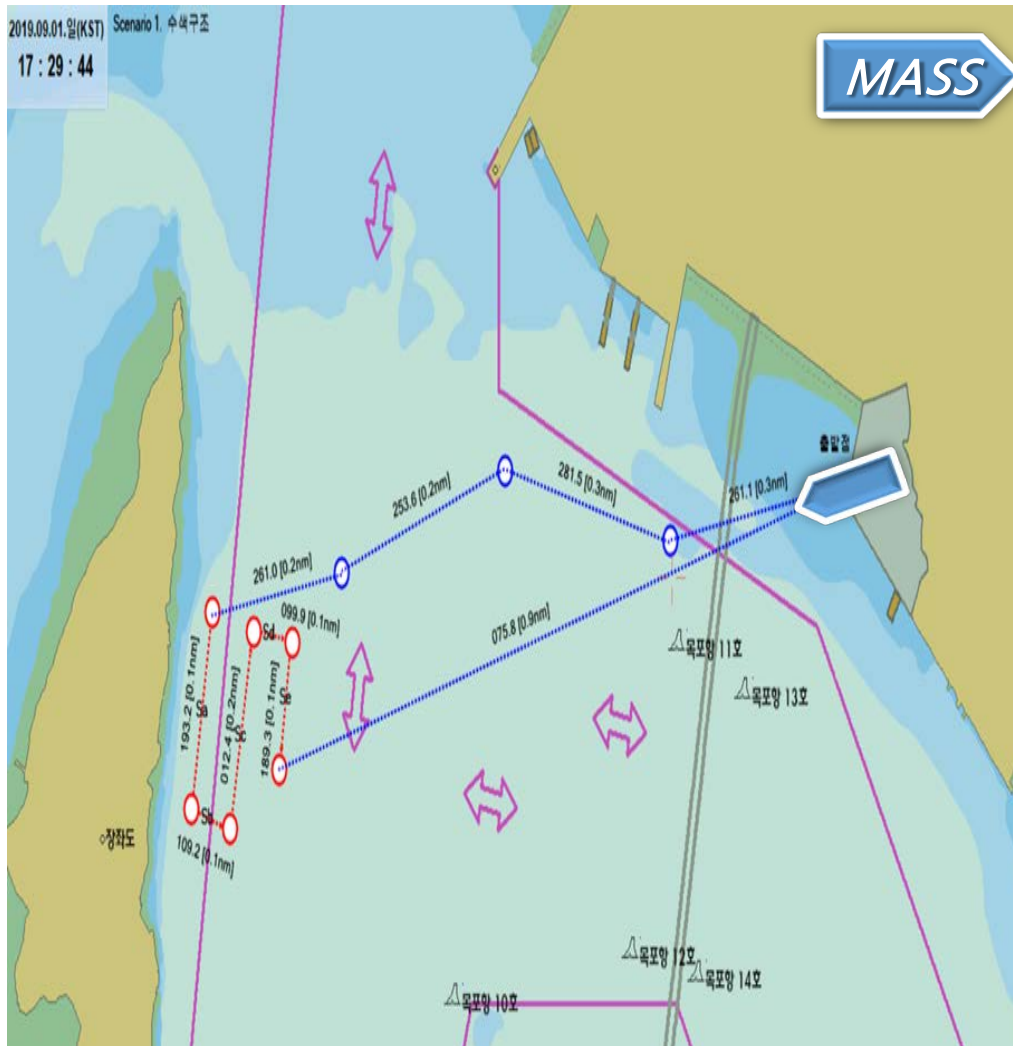 2019.09.01.일(KST)
17 : 29 : 44
Scenario 1. 수색구조
MASS
출발점
261.1 [0.3nm]
281.5 [0.3nm]
253.6 [0.2nm]
261.0 [0.2nm]
099.9 [0.1nm]
Sd
075.8 [0.9nm]
193.2 [0.1nm]
Sa
012.4 [0.2nm]
Sc
189.3 [0.1nm]
Se
Sb
109.2 [0.1nm]
장좌도
목포항 11호
목포항 13호
목포항 12호
목포항 14호
목포항 10호